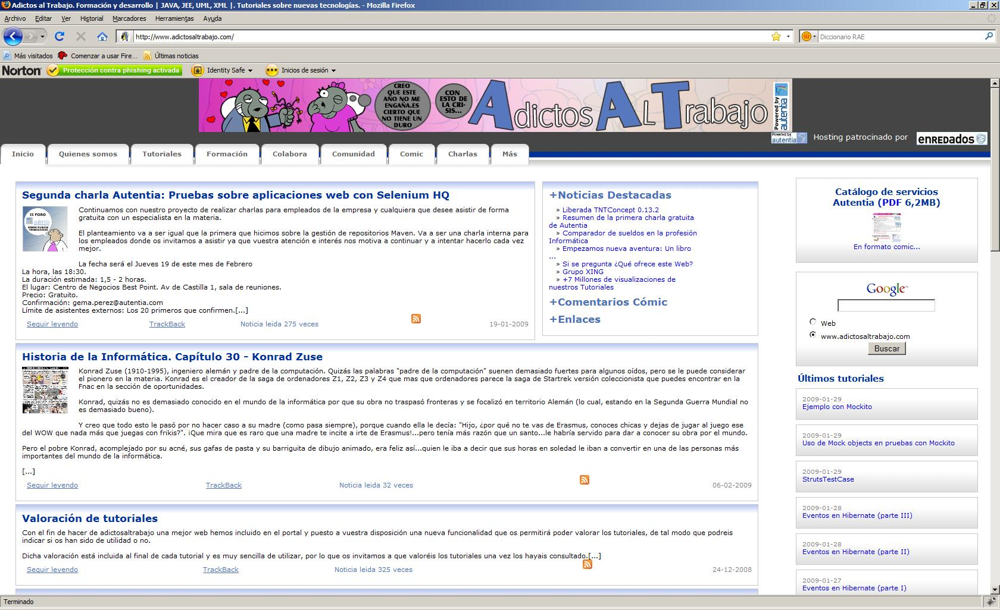 Adictos al Trabajo. Formación y desarrollo | JAVA, JEE, UML, XML |. Tutoriales sobre nuevas tecnologías. - Mozilla Firefox
Archivo Editar Ver Historial Marcadores Herramientas Ayuda
http://www.adictosaltrabajo.com/ Diccionario RAE
Más visitados Comenzar a usar Fire... Últimas noticias
Norton Protección contra phishing activada Identity Safe Inicios de sesión
CREO
QUE ESTE
AÑO NO ME
ENGAÑA.ES
CIERTO QUE
NO TIENE UN
DURO
CON
ESTO DE
LA CRI-
SIS...
Adictos AL Trabajo
Powered by
autentia
Powered by
autentia
Hosting patrocinado por
enREDADOS
Inicio Quienes somos Tutoriales Formación Colabora Comunidad Comic Charlas Más
Segunda charla Autentia: Pruebas sobre aplicaciones web con Selenium HQ
II FORO
autentia
SOBRE NUEVAS
TECNOLOGIAS
Continuamos con nuestro proyecto de realizar charlas para empleados de la empresa y cualquiera que desee asistir de forma
gratuita con un especialista en la materia.
El planteamiento va a ser igual que la primera que hicimos sobre la gestión de repositorios Maven. Va a ser una charla interna para
los empleados donde os invitamos a asistir ya que vuestra atención e interés nos motiva a continuar y a intentar hacerlo cada vez
mejor.
La fecha será el Jueves 19 de este mes de Febrero
La hora, las 18:30.
La duración estimada: 1,5 - 2 horas.
El lugar: Centro de Negocios Best Point. Av de Castilla 1, sala de reuniones.
Precio: Gratuito.
Confirmación: gema.perez@autentia.com
Límite de asistentes externos: Los 20 primeros que confirmen.[...]
Seguir leyendo TrackBack Noticia leida 275 veces 19-01-2009
+Noticias Destacadas
» Liberada TNTConcept 0.13.2
» Resumen de la primera charla gratuita
de Autentia
» Comparador de sueldos en la profesión
Informática
» Empezamos nueva aventura: Un libro
...
» Si se pregunta ¿Qué ofrece este Web?
» Grupo XING
» +7 Millones de visualizaciones de
nuestros Tutoriales
+Comentarios Cómic
+Enlaces
Historia de la Informática. Capítulo 30 - Konrad Zuse
Konrad Zuse (1910-1995), ingeniero alemán y padre de la computación. Quizás las palabras "padre de la computación" suenen demasiado fuertes para algunos oídos, pero se le puede considerar
el pionero en la materia. Konrad es el creador de la saga de ordenadores Z1, Z2, Z3 y Z4 que mas que ordenadores parece la saga de Startrek versión coleccionista que puedes encontrar en la
Fnac en la sección de oportunidades.
Konrad, quizás no es demasiado conocido en el mundo de la informática por que su obra no traspasó fronteras y se focalizó en territorio Alemán (lo cual, estando en la Segunda Guerra Mundial no
es demasiado bueno).
Y creo que todo esto le pasó por no hacer caso a su madre (como pasa siempre), porque cuando ella le decía: "Hijo, ¿por qué no te vas de Erasmus, conoces chicas y dejas de jugar al juego ese
del WOW que nada más que juegas con frikis?". ¡Que mira que es raro que una madre te incite a irte de Erasmus!...pero tenía más razón que un santo...le habría servido para dar a conocer su obra por el mundo.
Pero el pobre Konrad, acomplejado por su acné, sus gafas de pasta y su barriguita de dibujo animado, era feliz así...quien le iba a decir que sus horas en soledad le iban a convertir en una de las personas más
importantes del mundo de la informática.
[...]
Seguir leyendo TrackBack Noticia leida 32 veces 06-02-2009
Valoración de tutoriales
Con el fin de hacer de adictosaltrabajo una mejor web hemos incluido en el portal y puesto a vuestra disposición una nueva funcionalidad que os permitirá poder valorar los tutoriales, de tal modo que podreis
indicar si os han sido de utilidad o no.
Dicha valoración está incluida al final de cada tutorial y es muy sencilla de utilizar, por lo que os invitamos a que valoréis los tutoriales una vez los hayais consultado.[...]
Seguir leyendo TrackBack Noticia leida 325 veces 24-12-2008
Catálogo de servicios
Autentia (PDF 6,2MB)
En formato comic...
Google
Web
www.adictosaltrabajo.com
Buscar
Últimos tutoriales
2009-01-29
Ejemplo con Mockito
2009-01-29
Uso de Mock objects en pruebas con Mockito
2009-01-29
StrutsTestCase
2009-01-28
Eventos en Hibernate (parte III)
2009-01-28
Eventos en Hibernate (parte II)
2009-01-27
Eventos en Hibernate (parte I)
Terminado